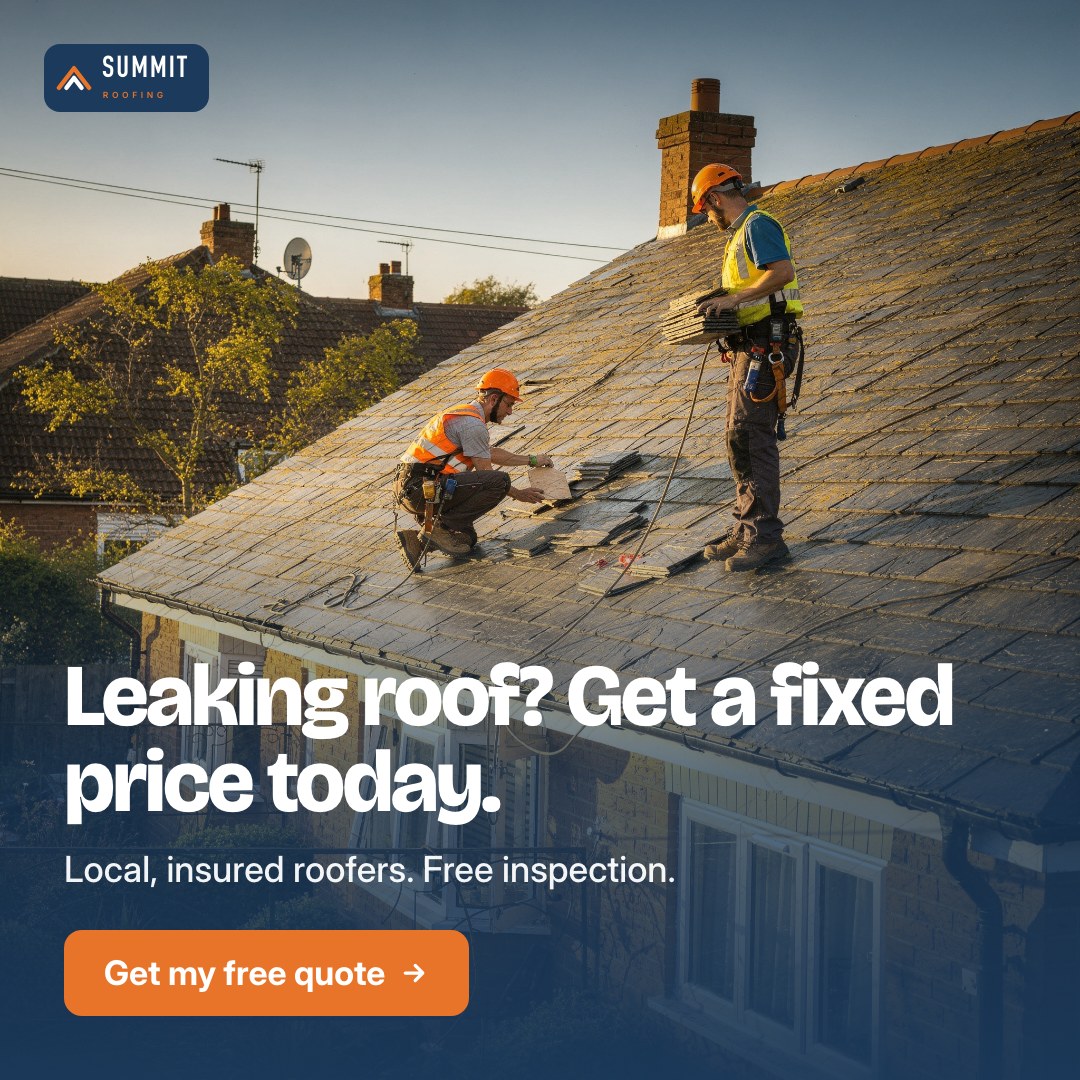 SUMMIT
ROOFING
Leaking roof? Get a fixed
price today.
Local, insured roofers. Free inspection.
Get my free quote →